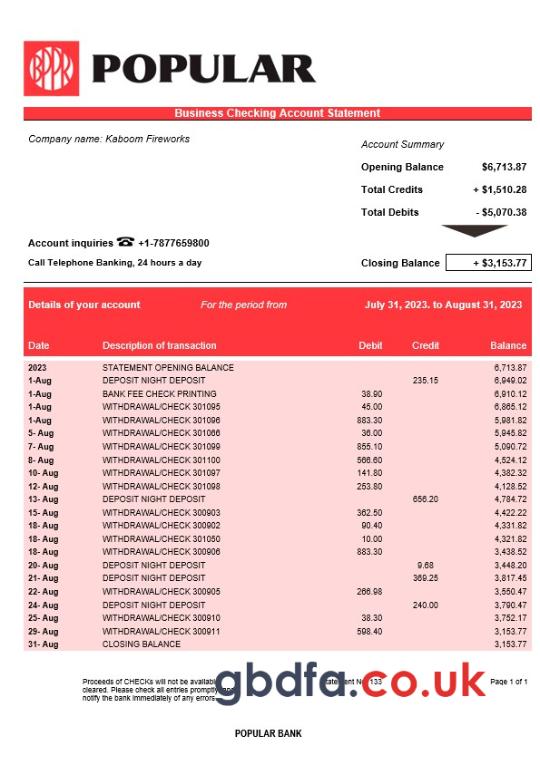 BPPR POPULAR
Business Checking Account Statement
Company name: Kaboom Fireworks
Account Summary
Opening Balance $6,713.87
Total Credits + $1,510.28
Total Debits - $5,070.38
Account inquiries ☎ +1-7877659800
Call Telephone Banking, 24 hours a day
Closing Balance + $3,153.77
Details of your account For the period from July 31, 2023. to August 31, 2023
Date Description of transaction Debit Credit Balance
2023 STATEMENT OPENING BALANCE 6,713.87
1-Aug DEPOSIT NIGHT DEPOSIT 235.15 6,949.02
1-Aug BANK FEE CHECK PRINTING 38.90 6,910.12
1-Aug WITHDRAWAL/CHECK 301095 45.00 6,865.12
1-Aug WITHDRAWAL/CHECK 301096 883.30 5,981.82
5- Aug WITHDRAWAL/CHECK 301066 36.00 5,945.82
7- Aug WITHDRAWAL/CHECK 301099 855.10 5,090.72
8- Aug WITHDRAWAL/CHECK 301100 566.60 4,524.12
10- Aug WITHDRAWAL/CHECK 301097 141.80 4,382.32
12- Aug WITHDRAWAL/CHECK 301098 253.80 4,128.52
13- Aug DEPOSIT NIGHT DEPOSIT 656.20 4,784.72
15- Aug WITHDRAWAL/CHECK 300903 362.50 4,422.22
18- Aug WITHDRAWAL/CHECK 300902 90.40 4,331.82
18- Aug WITHDRAWAL/CHECK 301050 10.00 4,321.82
18- Aug WITHDRAWAL/CHECK 300906 883.30 3,438.52
20- Aug DEPOSIT NIGHT DEPOSIT 9.68 3,448.20
21- Aug DEPOSIT NIGHT DEPOSIT 369.25 3,817.45
22- Aug WITHDRAWAL/CHECK 300905 266.98 3,550.47
24- Aug DEPOSIT NIGHT DEPOSIT 240.00 3,790.47
25- Aug WITHDRAWAL/CHECK 300910 38.30 3,752.17
29- Aug WITHDRAWAL/CHECK 300911 598.40 3,153.77
31- Aug CLOSING BALANCE 3,153.77
Proceeds of CHECKs will not be 133 Page 1 of 1
cleared. Please check all entries
notify the bank immediately of any errors
gbdfa.co.uk
POPULAR BANK